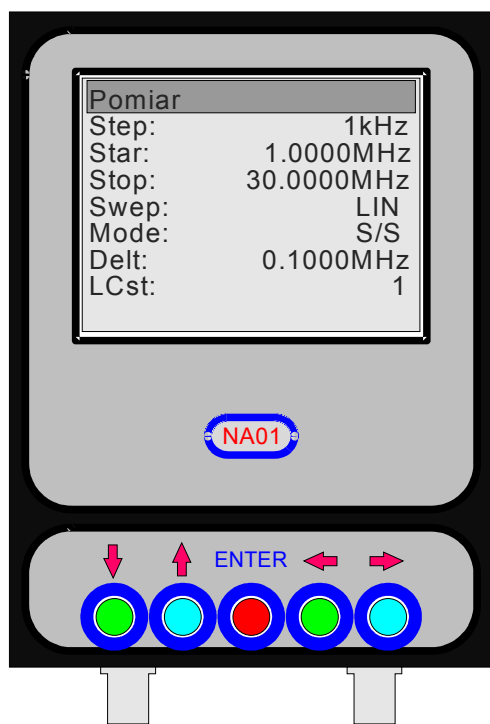 Pomiar
Step: 1kHz
Star: 1.0000MHz
Stop: 30.0000MHz
Swep: LIN
Mode: S/S
Delt: 0.1000MHz
LCst: 1
NA01
ENTER